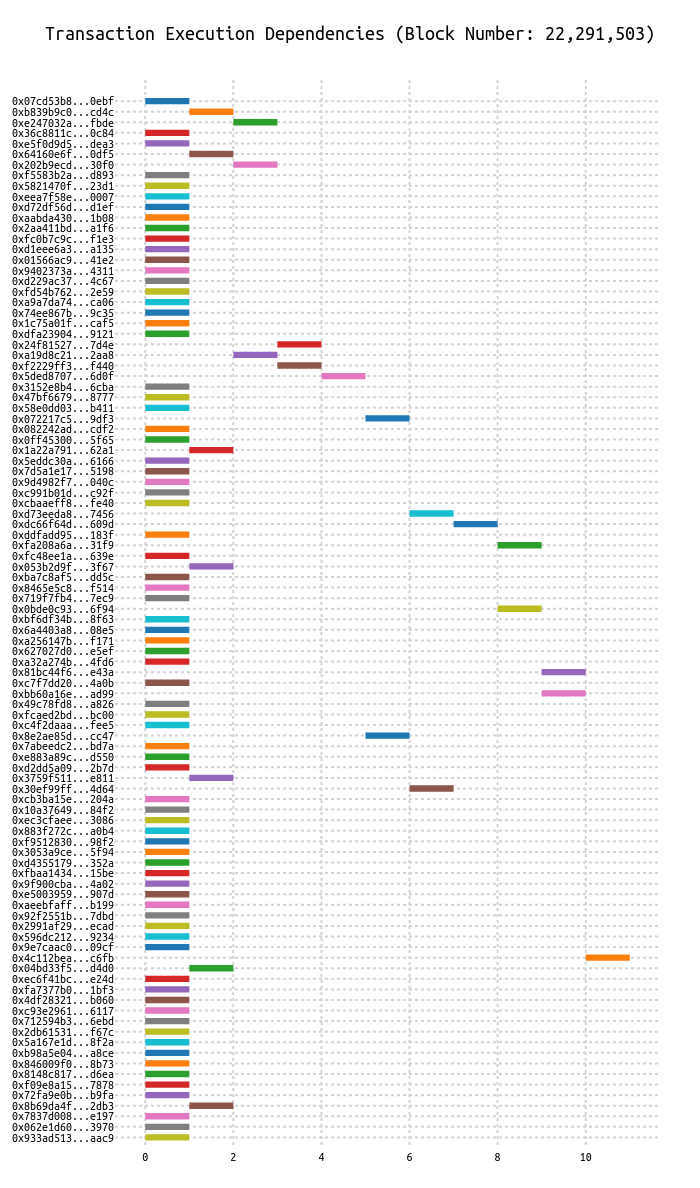 Transaction Execution Dependencies (Block Number: 22,291,503)
0x07cd53b8...0ebf
0xb839b9c0...cd4c
0xe247032a...fbde
0x36c8811c...0c84
0xe5f0d9d5...dea3
0x64160e6f...0df5
0x202b9ecd...30f0
0xf5583b2a...d893
0x5821470f...23d1
0xeea7f58e...0007
0xd72df56d...d1ef
0xaabda430...1b08
0x2aa411bd...a1f6
0xfc0b7c9c...f1e3
0xd1eee6a3...a135
0x01566ac9...41e2
0x9402373a...4311
0xd229ac37...4c67
0xfd54b762...2e59
0xa9a7da74...ca06
0x74ee867b...9c35
0x1c75a01f...caf5
0xdfa23904...9121
0x24f81527...7d4e
0xa19d8c21...2aa8
0xf2229ff3...f440
0x5ded8707...6d0f
0x3152e8b4...6cba
0x47bf6679...8777
0x58e0dd03...b411
0x072217c5...9df3
0x082242ad...cdf2
0x0ff45300...5f65
0x1a22a791...62a1
0x5eddc30a...6166
0x7d5a1e17...5198
0x9d4982f7...040c
0xc991b01d...c92f
0xcbaaeff8...fe40
0xd73eeda8...7456
0xdc66f64d...609d
0xddfadd95...183f
0xfa208a6a...31f9
0xfc48ee1a...639e
0x053b2d9f...3f67
0xba7c8af5...dd5c
0x8465e5c8...f514
0x719f7fb4...7ec9
0x0bde0c93...6f94
0xbf6df34b...8f63
0x6a4403a8...08e5
0xa256147b...f171
0x627027d0...e5ef
0xa32a274b...4fd6
0x81bc44f6...e43a
0xc7f7dd20...4a0b
0xbb60a16e...ad99
0x49c78fd8...a826
0xfcaed2bd...bc00
0xc4f2daaa...fee5
0x8e2ae85d...cc47
0x7abeedc2...bd7a
0xe883a89c...d550
0xd2dd5a09...2b7d
0x3759f511...e811
0x30ef99ff...4d64
0xcb3ba15e...204a
0x10a37649...84f2
0xec3cfaee...3086
0x883f272c...a0b4
0xf9512830...98f2
0x3053a9ce...5f94
0xd4355179...352a
0xfbaa1434...15be
0x9f900cba...4a02
0xe5003959...907d
0xaeebfaff...b199
0x92f2551b...7dbd
0x2991af29...ecad
0x596dc212...9234
0x9e7caac0...09cf
0x4c112bea...c6fb
0x04bd33f5...d4d0
0xec6f41bc...e24d
0xfa7377b0...1bf3
0x4df28321...b060
0xc93e2961...6117
0x712594b3...6ebd
0x2db61531...f67c
0x5a167e1d...8f2a
0xb98a5e04...a8ce
0x846009f0...8b73
0x8148c817...d6ea
0xf09e8a15...7878
0x72fa9e0b...b9fa
0x8b69da4f...2db3
0x7837d008...e197
0x062e1d60...3970
0x933ad513...aac9
0 2 4 6 8 10